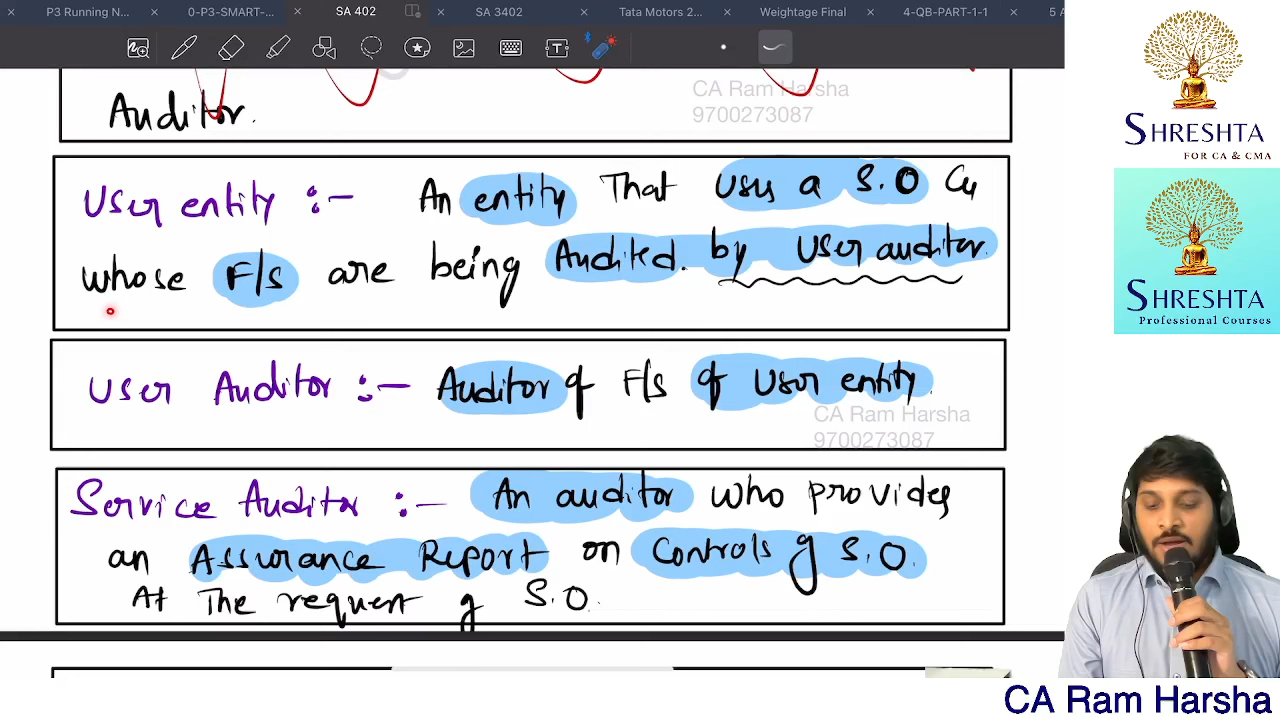 P3 Running N...
0-P3-SMART-...
SA 402
SA 3402
Tata Motors 2...
Weightage Final
4-QB-PART-1-1
5 A
Auditor.
CA Ram Harsha
9700273087
User entity :- An entity That uses a S.O &
whose F/s are being Audited. by User auditor.
User Auditor :- Auditor of F/s of User entity.
CA Ram Harsha
9700273087
Service Auditor :- An auditor who provides
an Assurance Report on Controls of S.O.
At The request of S.O.
SHRESHTA
FOR CA & CMA
SHRESHTA
Professional Courses
CA Ram Harsha